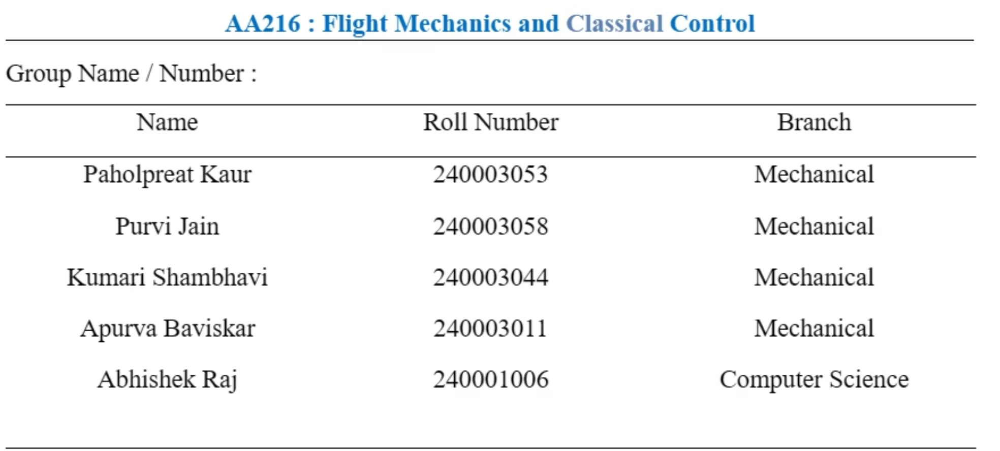 AA216 : Flight Mechanics and Classical Control
Group Name / Number :
Name Roll Number Branch
Paholpreat Kaur 240003053 Mechanical
Purvi Jain 240003058 Mechanical
Kumari Shambhavi 240003044 Mechanical
Apurva Baviskar 240003011 Mechanical
Abhishek Raj 240001006 Computer Science